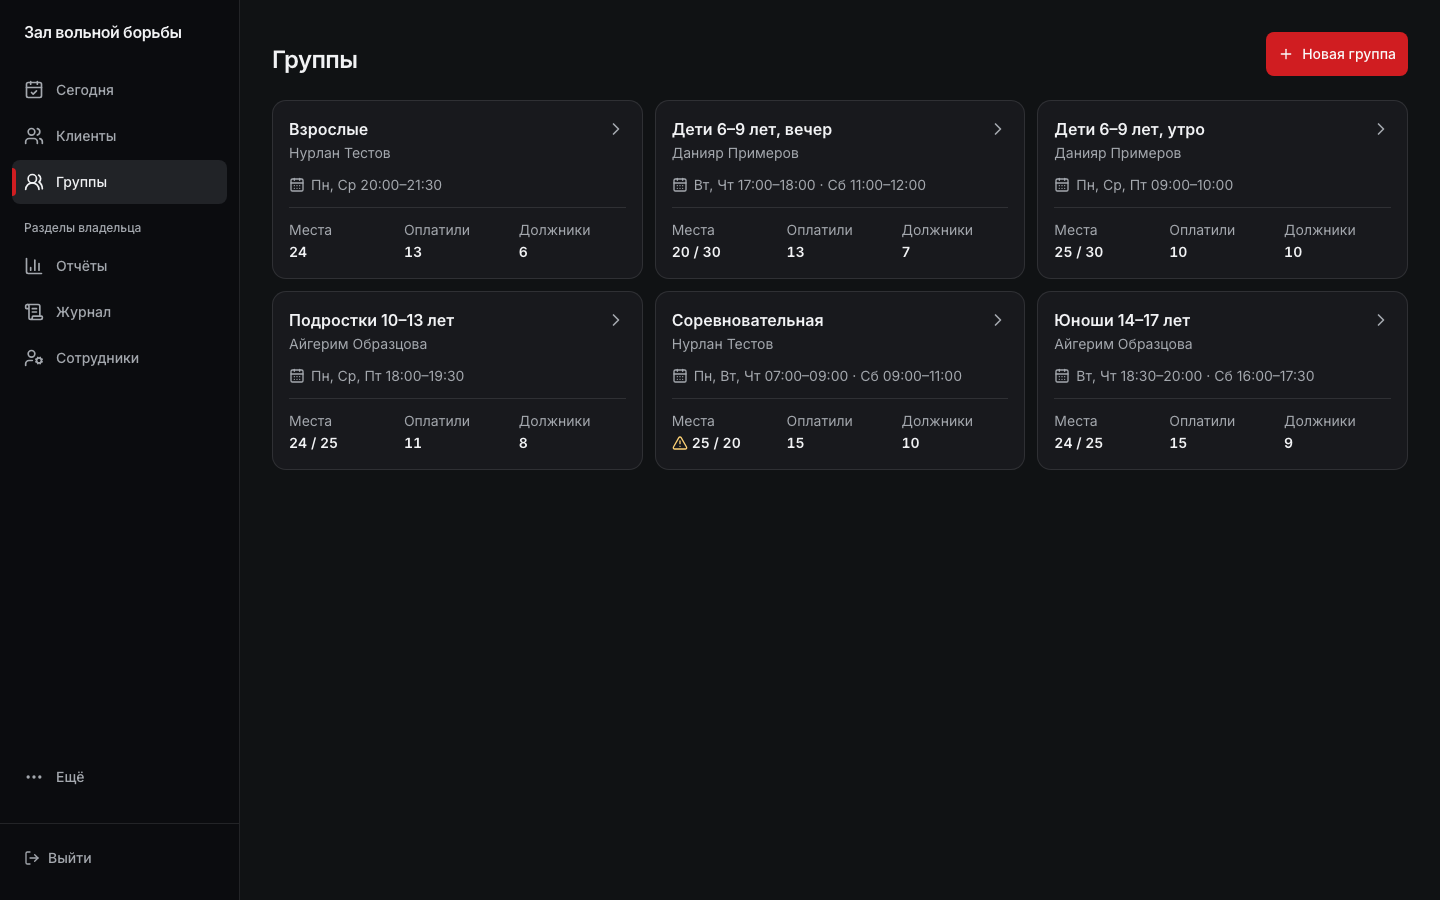 Зал вольной борьбы
Сегодня
Клиенты
Группы
Разделы владельца
Отчёты
Журнал
Сотрудники
Ещё
Выйти
Группы
Новая группа
Взрослые
Нурлан Тестов
Пн, Ср 20:00–21:30
Места Оплатили Должники
24 13 6
Дети 6–9 лет, вечер
Данияр Примеров
Вт, Чт 17:00–18:00 · Сб 11:00–12:00
Места Оплатили Должники
20 / 30 13 7
Дети 6–9 лет, утро
Данияр Примеров
Пн, Ср, Пт 09:00–10:00
Места Оплатили Должники
25 / 30 10 10
Подростки 10–13 лет
Айгерим Образцова
Пн, Ср, Пт 18:00–19:30
Места Оплатили Должники
24 / 25 11 8
Соревновательная
Нурлан Тестов
Пн, Вт, Чт 07:00–09:00 · Сб 09:00–11:00
Места Оплатили Должники
25 / 20 15 10
Юноши 14–17 лет
Айгерим Образцова
Вт, Чт 18:30–20:00 · Сб 16:00–17:30
Места Оплатили Должники
24 / 25 15 9